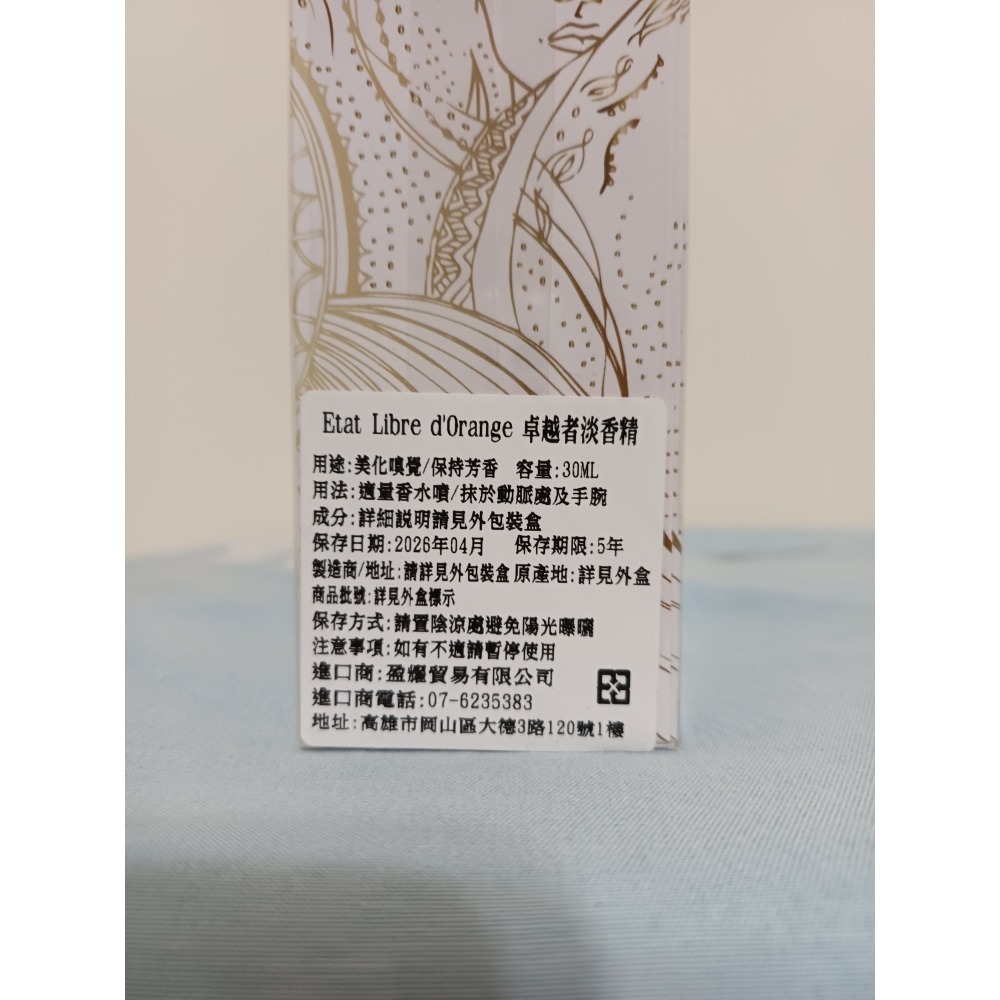 Etat Libre d'Orange 卓越者淡香精
用途:美化嗅覺/保持芳香 容量:30ML
用法:適量香水噴/抹於動脈處及手腕
成分:詳細說明請見外包裝盒
保存日期:2026年04月 保存期限:5年
製造商/地址:請詳見外包裝盒 原產地:詳見外盒
商品批號:詳見外盒標示
保存方式:請置陰涼處避免陽光曝曬
注意事項:如有不適請暫停使用
進口商:盈燿貿易有限公司
進口商電話:07-6235383
地址:高雄市岡山區大德3路120號1樓